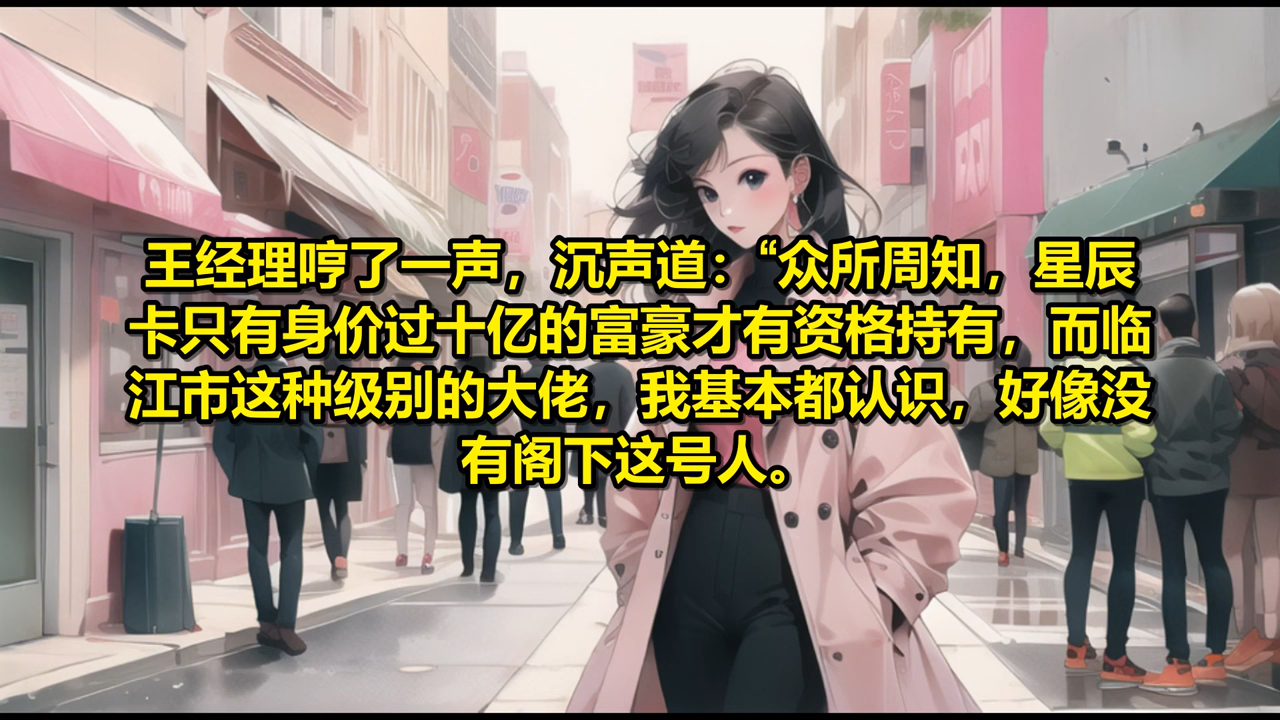 王经理哼了一声，沉声道：“众所周知，星辰
卡只有身价过十亿的富豪才有资格持有，而临
江市这种级别的大佬，我基本都认识，好像没
有阁下这号人。